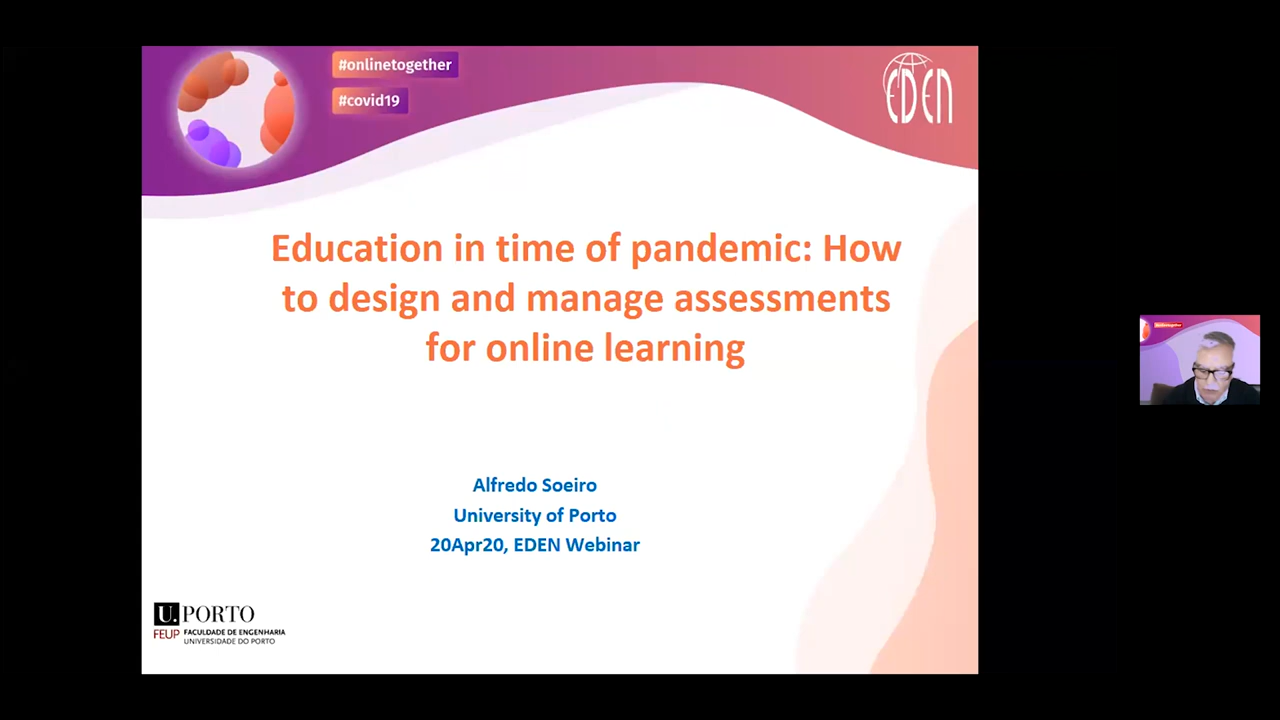 #onlinetogether
#covid19
EDEN
Education in time of pandemic: How
to design and manage assessments
for online learning
Alfredo Soeiro
University of Porto
20Apr20, EDEN Webinar
U. PORTO
FEUP FACULDADE DE ENGENHARIA
UNIVERSIDADE DO PORTO
#onlinetogether